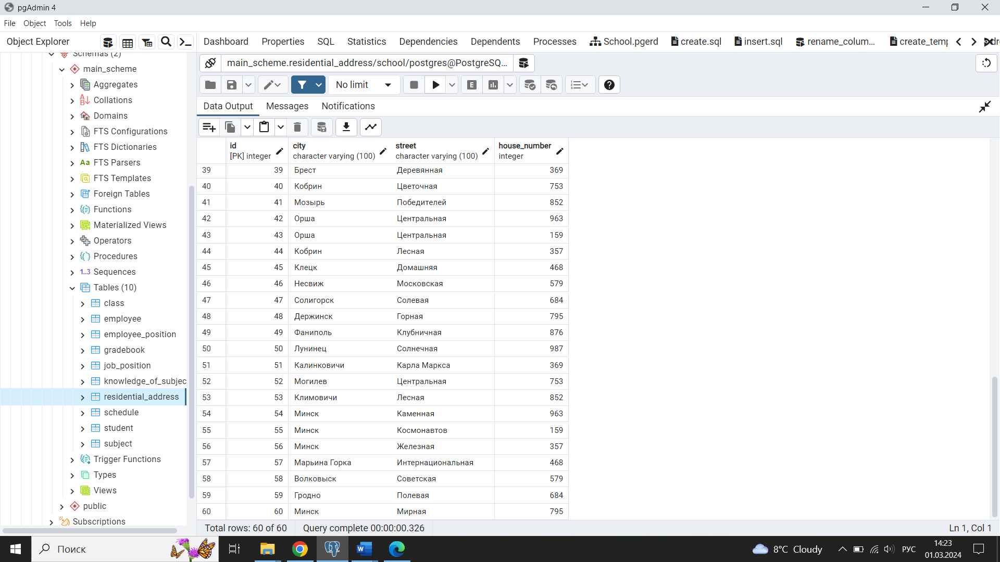 pgAdmin 4
File Object Tools Help
Object Explorer
Dashboard Properties SQL Statistics Dependencies Dependents Processes School.pgerd create.sql insert.sql rename_colum... create_temp
Schemas (2)
main_scheme
Aggregates
Collations
Domains
FTS Configurations
FTS Dictionaries
FTS Parsers
FTS Templates
Foreign Tables
Functions
Materialized Views
Operators
Procedures
1..3 Sequences
Tables (10)
class
employee
employee_position
gradebook
job_position
knowledge_of_subjec
residential_address
schedule
student
subject
Trigger Functions
Types
Views
public
Subscriptions
main_scheme.residential_address/school/postgres@PostgreSQ...
No limit
Data Output Messages Notifications
id city street house_number
[PK] integer character varying (100) character varying (100) integer
39 39 Брест Деревянная 369
40 40 Кобрин Цветочная 753
41 41 Мозырь Победителей 852
42 42 Орша Центральная 963
43 43 Орша Центральная 159
44 44 Кобрин Лесная 357
45 45 Клецк Домашняя 468
46 46 Несвиж Московская 579
47 47 Солигорск Солевая 684
48 48 Держинск Горная 795
49 49 Фаниполь Клубничная 876
50 50 Лунинец Солнечная 987
51 51 Калинковичи Карла Маркса 369
52 52 Могилев Центральная 753
53 53 Климовичи Лесная 852
54 54 Минск Каменная 963
55 55 Минск Космонавтов 159
56 56 Минск Железная 357
57 57 Марьина Горка Интернациональная 468
58 58 Волковыск Советская 579
59 59 Гродно Полевая 684
60 60 Минск Мирная 795
Total rows: 60 of 60 Query complete 00:00:00.326 Ln 1, Col 1
Поиск
8°C Cloudy
РУС
14:23
01.03.2024